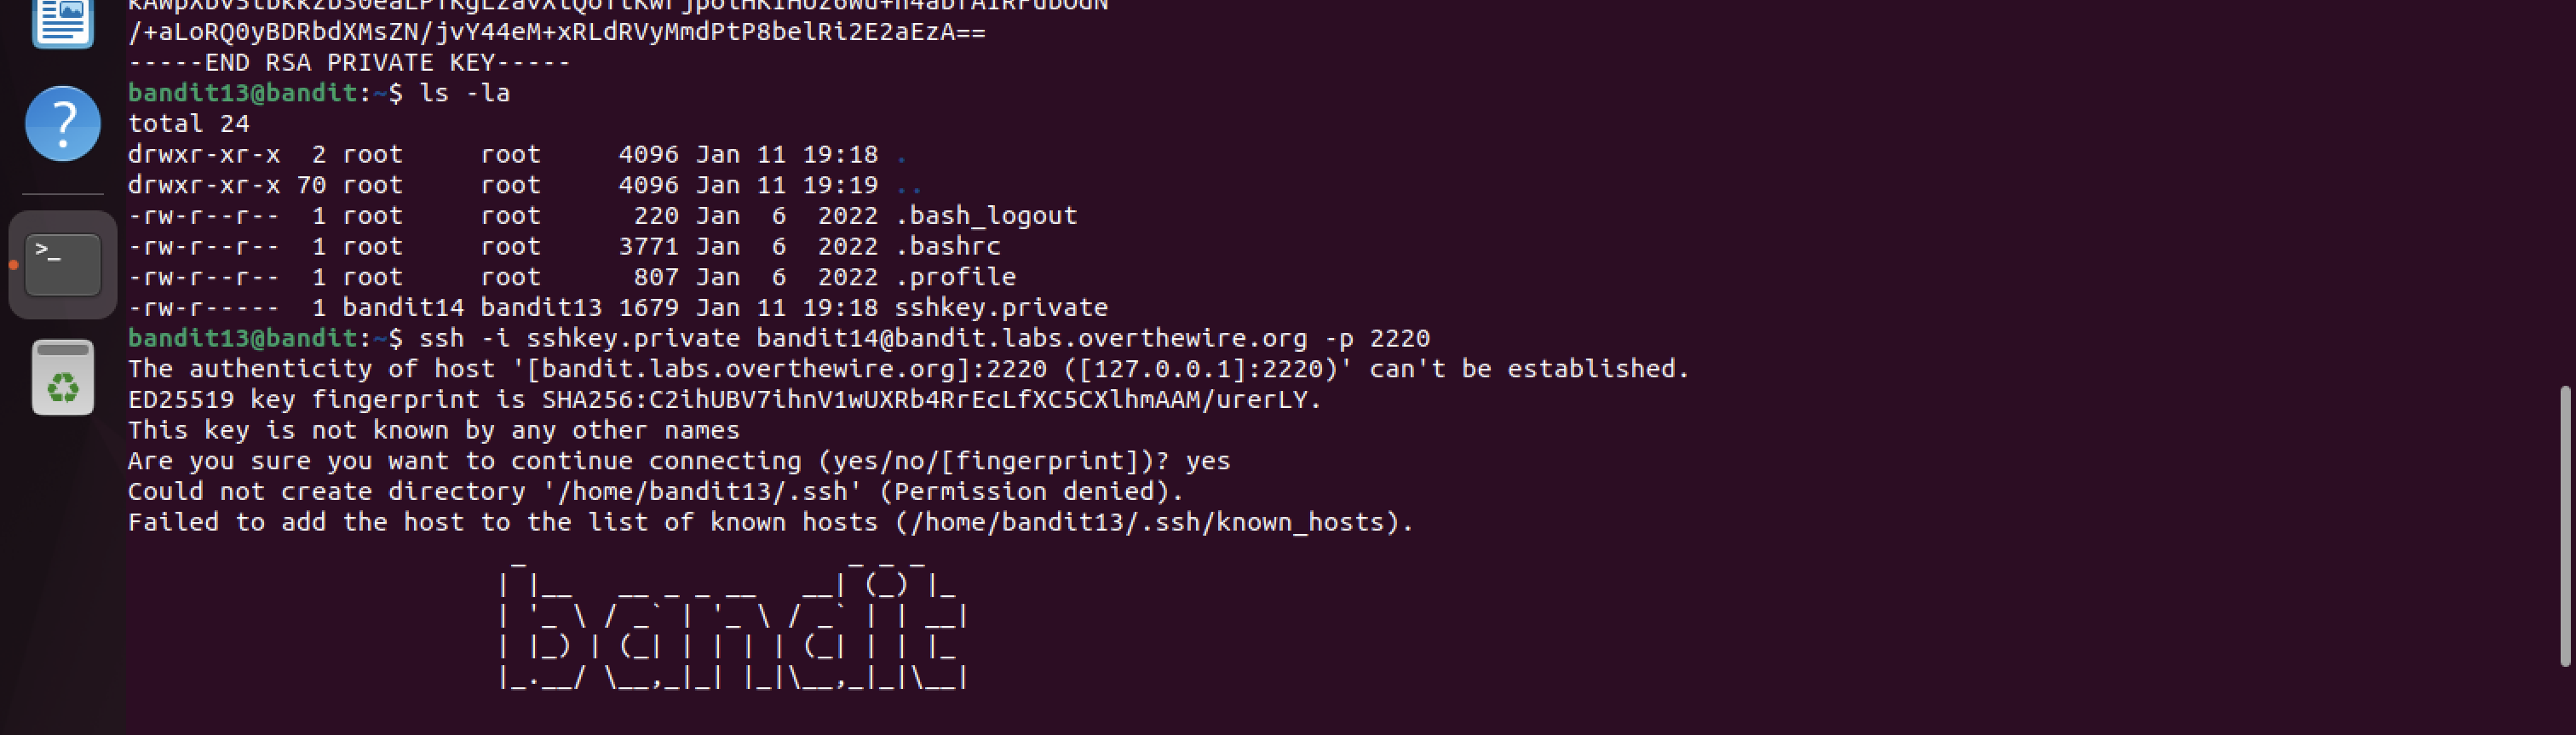 /+aLoRQ0yBDRbdXMsZN/jvY44eM+xRLdRVyMmdPtP8belRi2E2aEzA==
-----END RSA PRIVATE KEY-----
bandit13@bandit:~$ ls -la
total 24
drwxr-xr-x  2 root     root     4096 Jan 11 19:18 .
drwxr-xr-x 70 root     root     4096 Jan 11 19:19 ..
-rw-r--r--  1 root     root      220 Jan  6  2022 .bash_logout
-rw-r--r--  1 root     root     3771 Jan  6  2022 .bashrc
-rw-r--r--  1 root     root      807 Jan  6  2022 .profile
-rw-r-----  1 bandit14 bandit13 1679 Jan 11 19:18 sshkey.private
bandit13@bandit:~$ ssh -i sshkey.private bandit14@bandit.labs.overthewire.org -p 2220
The authenticity of host '[bandit.labs.overthewire.org]:2220 ([127.0.0.1]:2220)' can't be established.
ED25519 key fingerprint is SHA256:C2ihUBV7ihnV1wUXRb4RrEcLfXC5CXlhmAAM/urerLY.
This key is not known by any other names
Are you sure you want to continue connecting (yes/no/[fingerprint])? yes
Could not create directory '/home/bandit13/.ssh' (Permission denied).
Failed to add the host to the list of known hosts (/home/bandit13/.ssh/known_hosts).
bandit